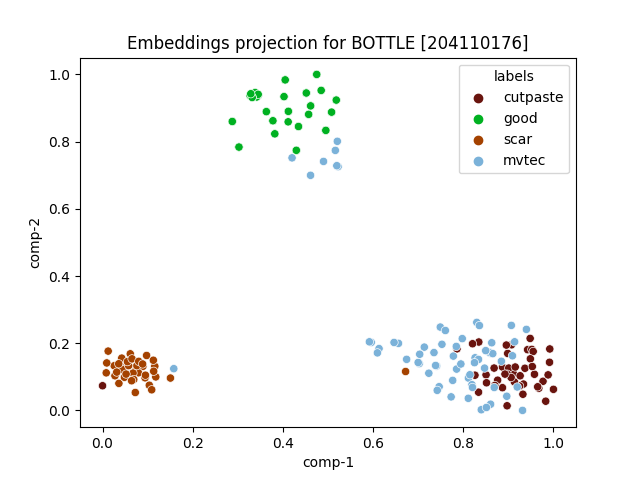 Embeddings projection for BOTTLE [204110176]
labels
cutpaste
good
scar
mvtec
comp-2
1.0
0.8
0.6
0.4
0.2
0.0
0.0 0.2 0.4 0.6 0.8 1.0
comp-1